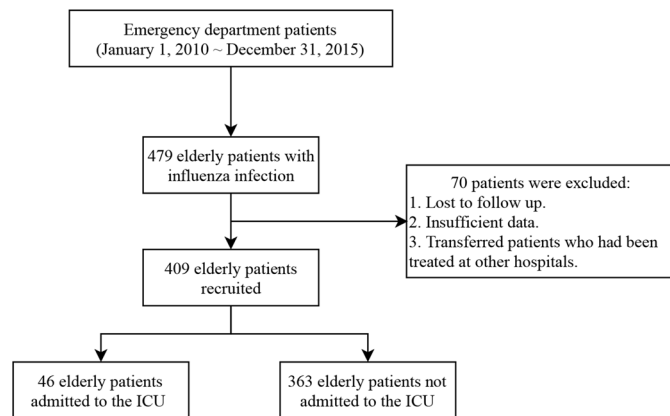 Emergency department patients
(January 1, 2010 ~ December 31, 2015)
479 elderly patients with
influenza infection
70 patients were excluded:
1. Lost to follow up.
2. Insufficient data.
3. Transferred patients who had been
treated at other hospitals.
409 elderly patients
recruited
46 elderly patients
admitted to the ICU
363 elderly patients not
admitted to the ICU